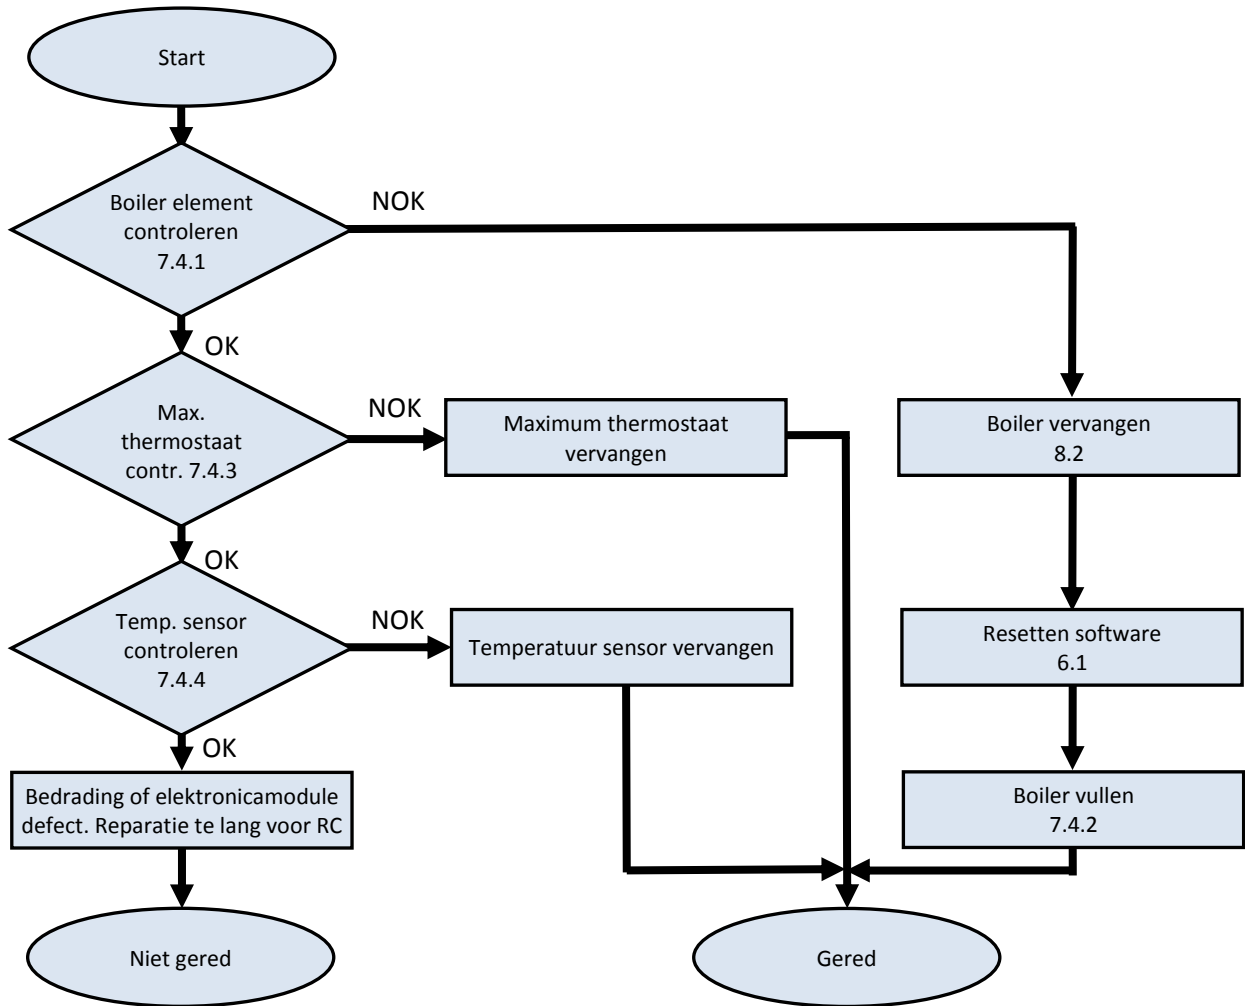 Start
Boiler element
controleren
7.4.1
NOK
OK
Max.
thermostaat
contr. 7.4.3
NOK
Maximum thermostaat
vervangen
Boiler vervangen
8.2
OK
Temp. sensor
controleren
7.4.4
NOK
Temperatuur sensor vervangen
Resetten software
6.1
OK
Bedrading of elektronicamodule
defect. Reparatie te lang voor RC
Boiler vullen
7.4.2
Niet gered
Gered